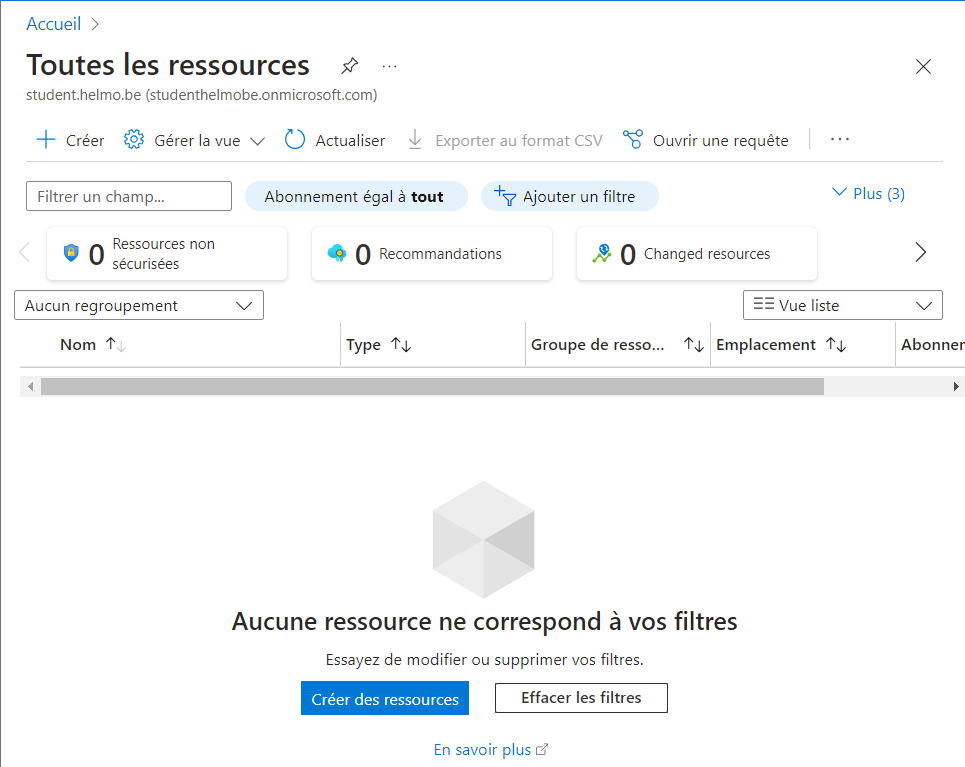 Accueil
Toutes les ressources
student.helmo.be (studenthelmobe.onmicrosoft.com)
Créer Gérer la vue Actualiser Exporter au format CSV Ouvrir une requête
Filtrer un champ... Abonnement égal à tout Ajouter un filtre Plus (3)
0 Ressources non sécurisées
0 Recommandations
0 Changed resources
Aucun regroupement Vue liste
Nom Type Groupe de resso... Emplacement Abonner
Aucune ressource ne correspond à vos filtres
Essayez de modifier ou supprimer vos filtres.
Créer des ressources Effacer les filtres
En savoir plus